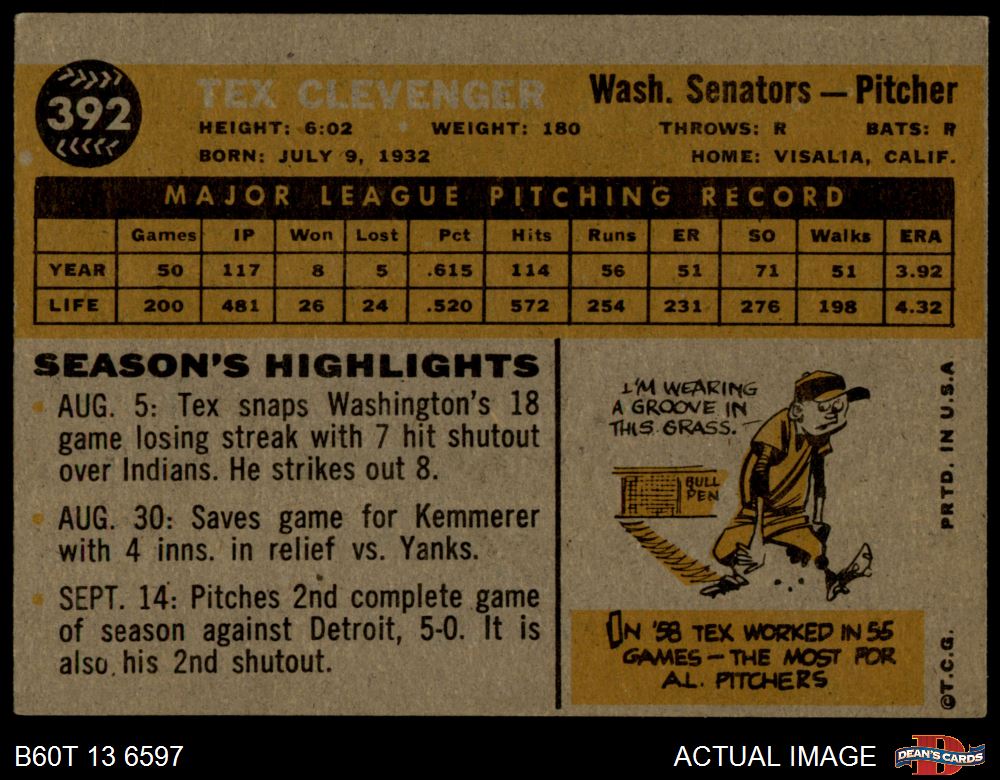 392
TEX CLEVENGER
Wash. Senators — Pitcher
HEIGHT: 6:02 WEIGHT: 180 THROWS: R BATS: R
BORN: JULY 9, 1932 HOME: VISALIA, CALIF.
MAJOR LEAGUE PITCHING RECORD
Games IP Won Lost Pct Hits Runs ER SO Walks ERA
YEAR 50 117 8 5 .615 114 56 51 71 51 3.92
LIFE 200 481 26 24 .520 572 254 231 276 198 4.32
SEASON'S HIGHLIGHTS
AUG. 5: Tex snaps Washington's 18
game losing streak with 7 hit shutout
over Indians. He strikes out 8.
AUG. 30: Saves game for Kemmerer
with 4 inns. in relief vs. Yanks.
SEPT. 14: Pitches 2nd complete game
of season against Detroit, 5-0. It is
also his 2nd shutout.
I'M WEARING
A GROOVE IN
THIS GRASS.
BULL
PEN
IN '58 TEX WORKED IN 55
GAMES — THE MOST FOR
A.L. PITCHERS
PRTD. IN U.S.A
©T.C.G.
B60T 13 6597
ACTUAL IMAGE
D
DEAN'S CARDS